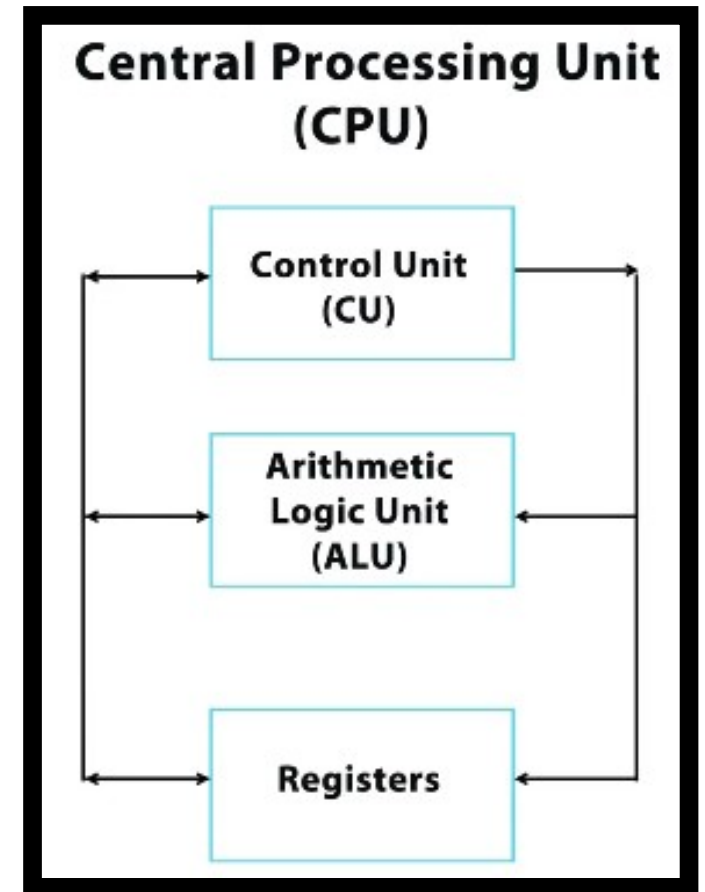 Central Processing Unit
(CPU)
Control Unit
(CU)
Arithmetic
Logic Unit
(ALU)
Registers